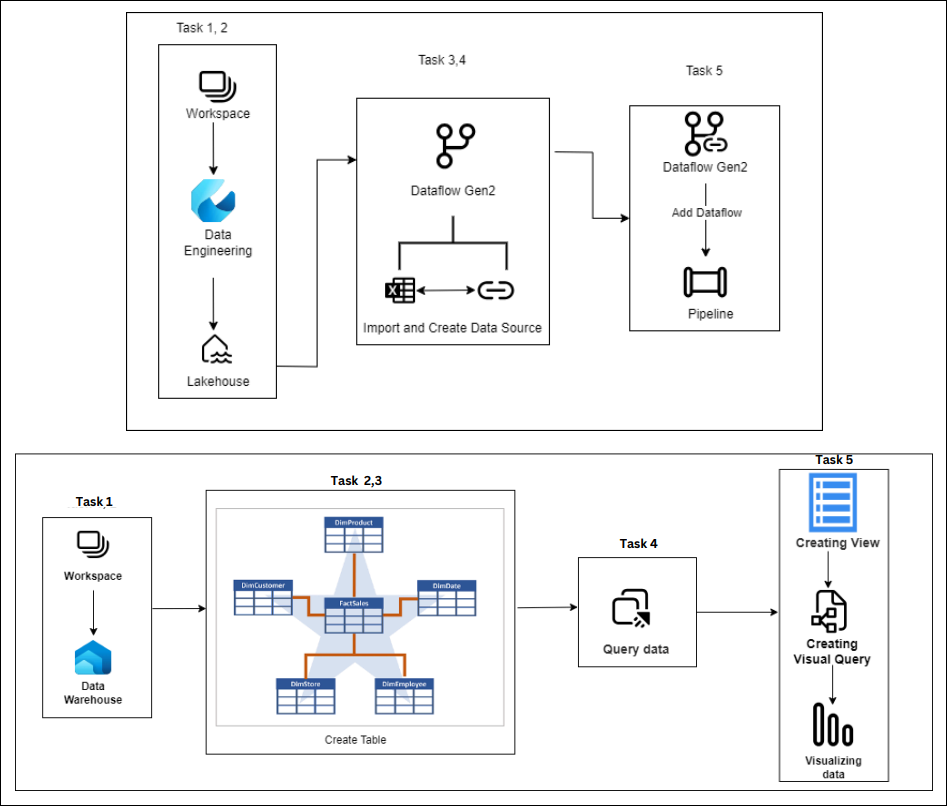 Task 1, 2
Workspace
Data
Engineering
Lakehouse
Task 3,4
Dataflow Gen2
Import and Create Data Source
Task 5
Dataflow Gen2
Add Dataflow
Pipeline
Task 1
Workspace
Data
Warehouse
Task 2,3
DimProduct
DimCustomer
DimDate
FactSales
DimStore
DimEmployee
Create Table
Task 4
Query data
Task 5
Creating View
Creating
Visual Query
Visualizing
data